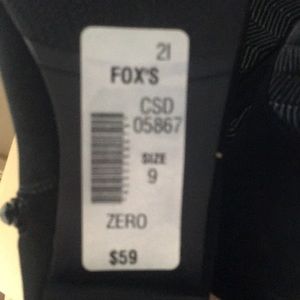 21
FOX'S
CSD
05867
SIZE
9
ZERO
$59